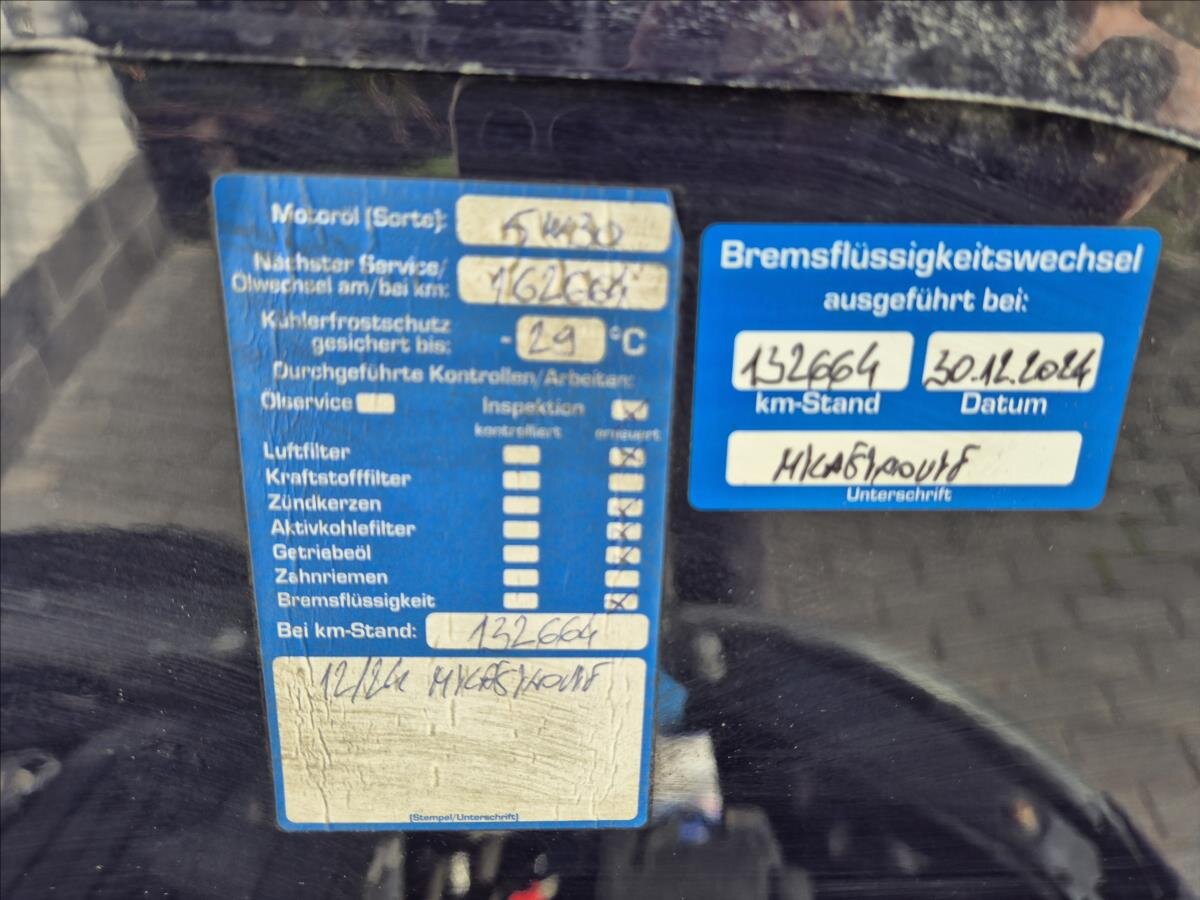 Motoröl (Sorte): 5W30
Nächster Service/
Ölwechsel am/bei km: 162664
Kühlerfrostschutz
gesichert bis: - 29 °C
Durchgeführte Kontrollen/Arbeiten:
Ölservice Inspektion X
kontrolliert erneuert
Luftfilter X
Kraftstofffilter
Zündkerzen X
Aktivkohlefilter X
Getriebeöl X
Zahnriemen
Bremsflüssigkeit X
Bei km-Stand: 132664
12/24
(Stempel/Unterschrift)
Bremsflüssigkeitswechsel
ausgeführt bei:
132664 30.12.2024
km-Stand Datum
Unterschrift